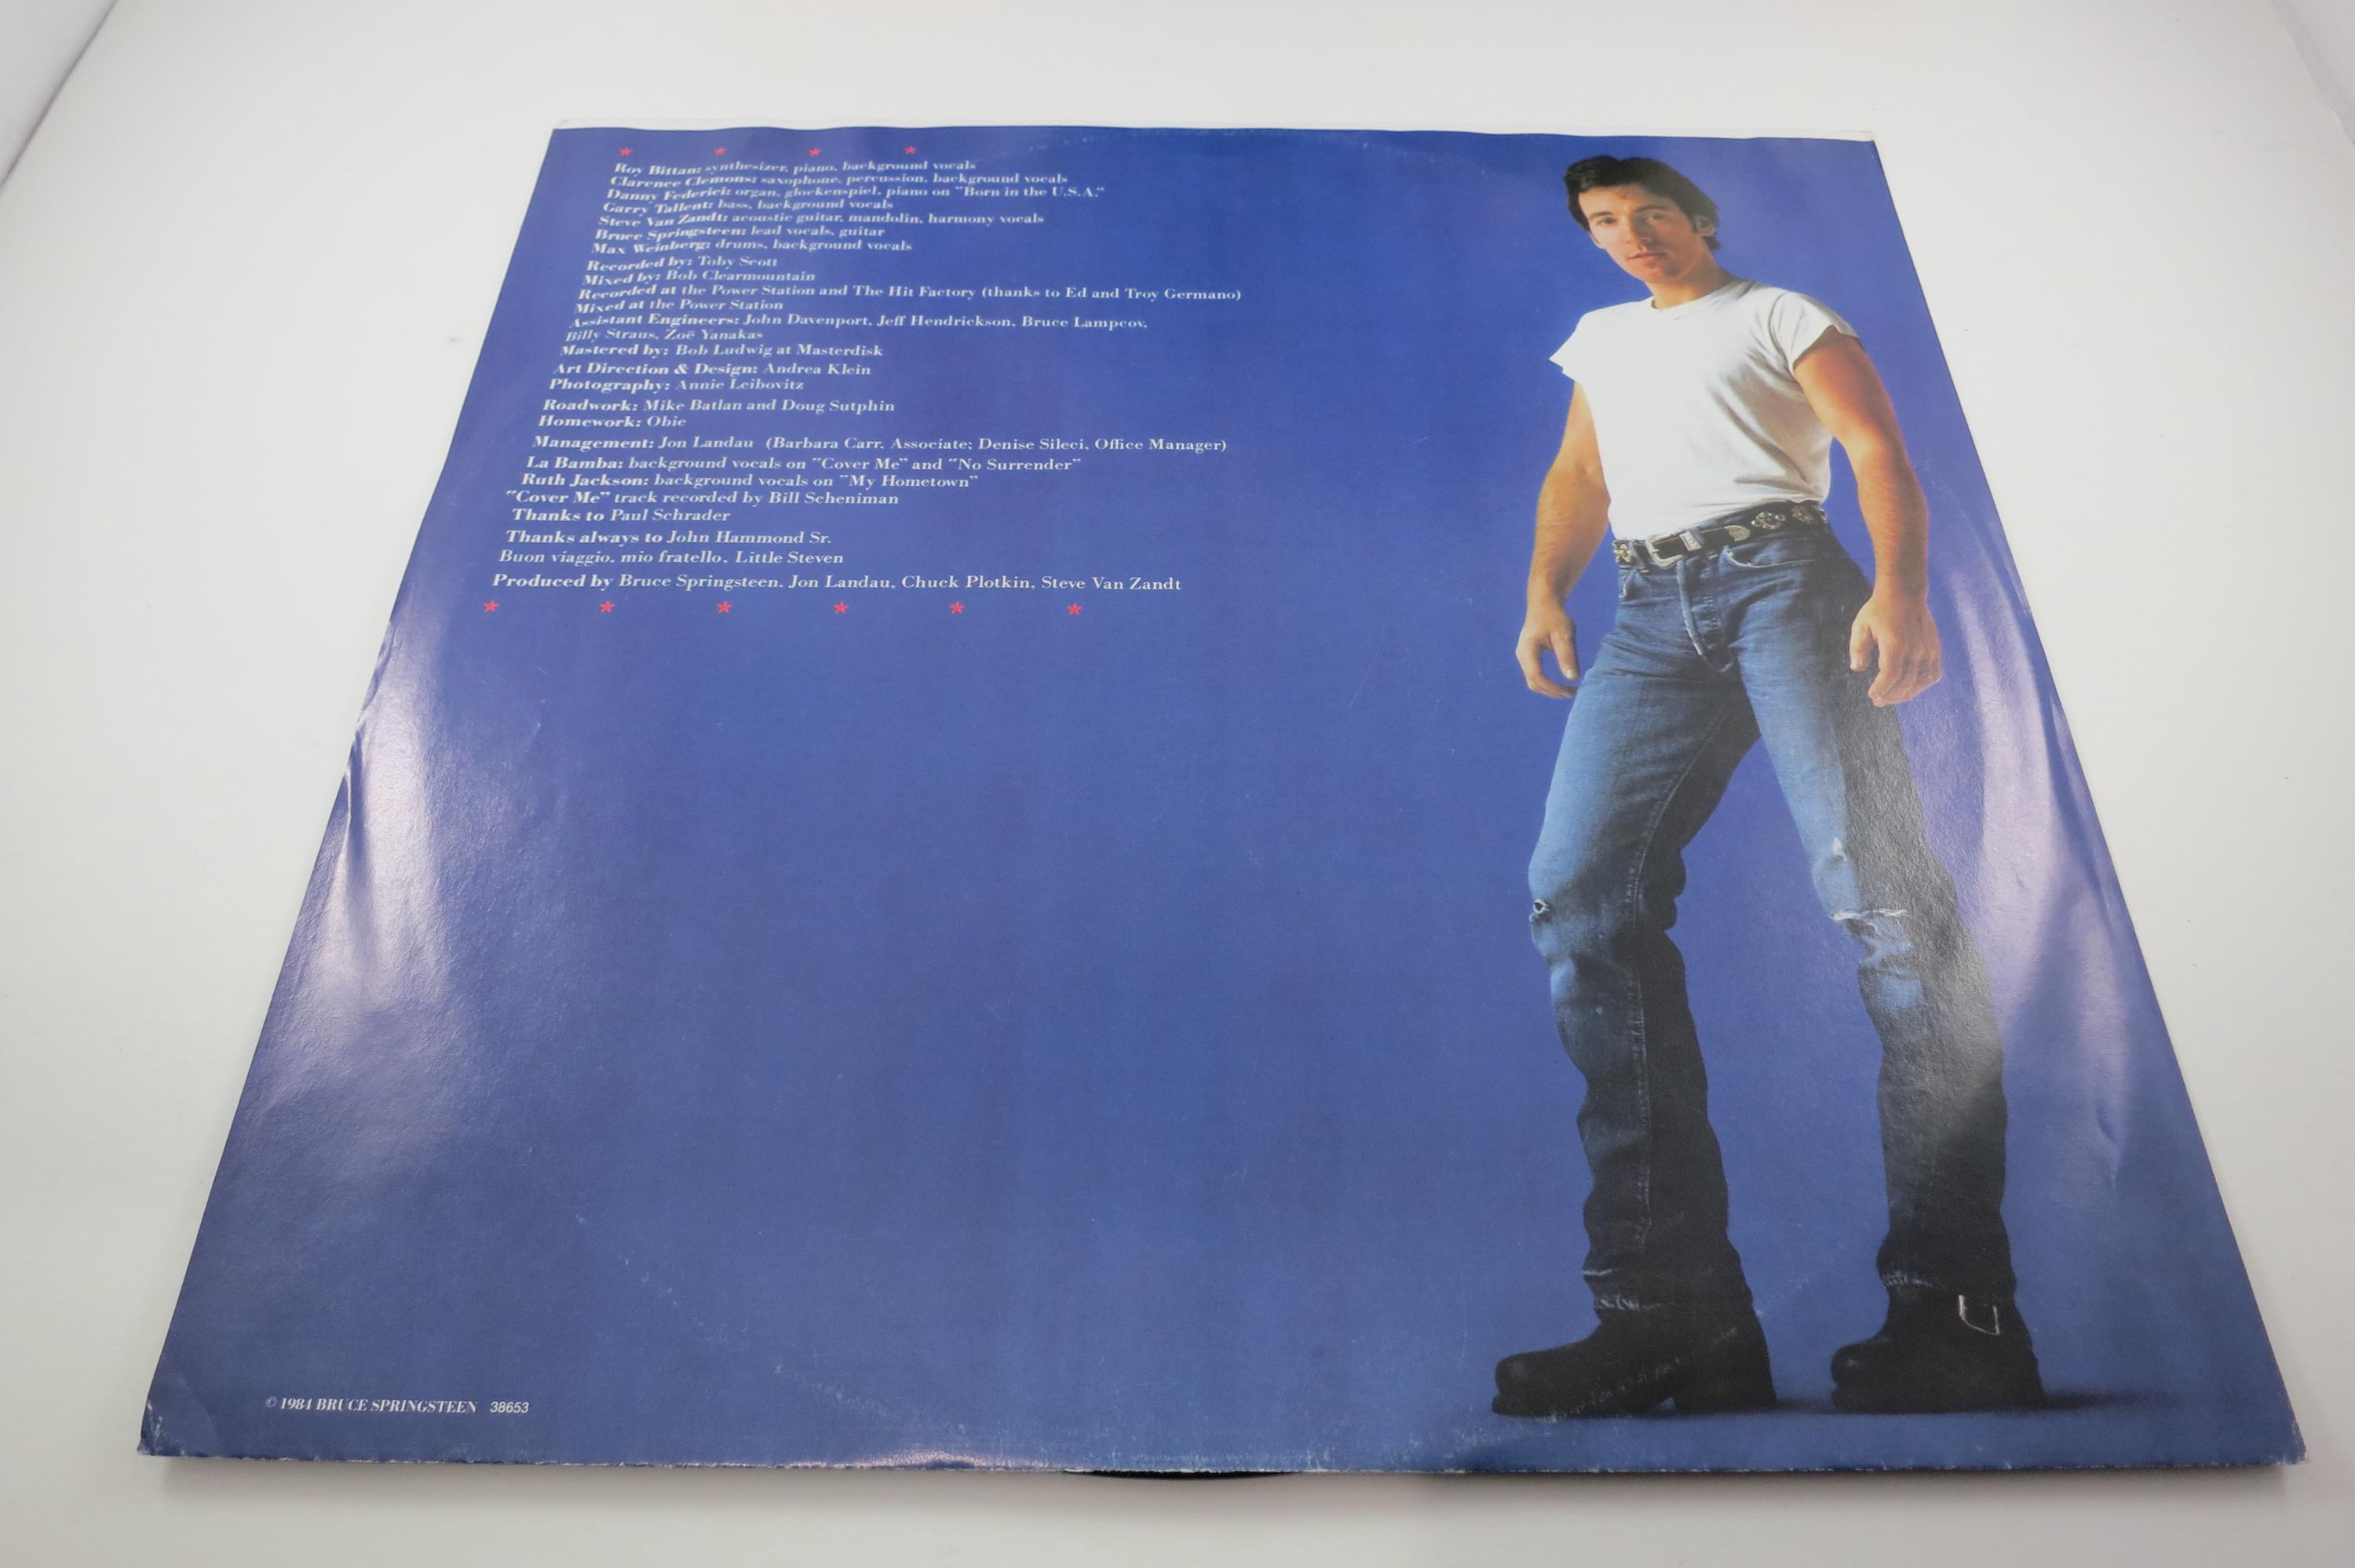 * * * *
Roy Bittan: synthesizer, piano, background vocals
Clarence Clemons: saxophone, percussion, background vocals
Danny Federici: organ, glockenspiel, piano on "Born in the U.S.A."
Garry Tallent: bass, background vocals
Steve Van Zandt: acoustic guitar, mandolin, harmony vocals
Bruce Springsteen: lead vocals, guitar
Max Weinberg: drums, background vocals
Recorded by: Toby Scott
Mixed by: Bob Clearmountain
Recorded at the Power Station and The Hit Factory (thanks to Ed and Troy Germano)
Mixed at the Power Station
Assistant Engineers: John Davenport, Jeff Hendrickson, Bruce Lampcov,
Billy Straus, Zoë Yanakas
Mastered by: Bob Ludwig at Masterdisk
Art Direction & Design: Andrea Klein
Photography: Annie Leibovitz
Roadwork: Mike Batlan and Doug Sutphin
Homework: Obie
Management: Jon Landau (Barbara Carr, Associate; Denise Sileci, Office Manager)
La Bamba: background vocals on "Cover Me" and "No Surrender"
Ruth Jackson: background vocals on "My Hometown"
"Cover Me" track recorded by Bill Scheniman
Thanks to Paul Schrader
Thanks always to John Hammond Sr.
Buon viaggio, mio fratello, Little Steven
Produced by Bruce Springsteen, Jon Landau, Chuck Plotkin, Steve Van Zandt
* * * * * *
© 1984 BRUCE SPRINGSTEEN 38653